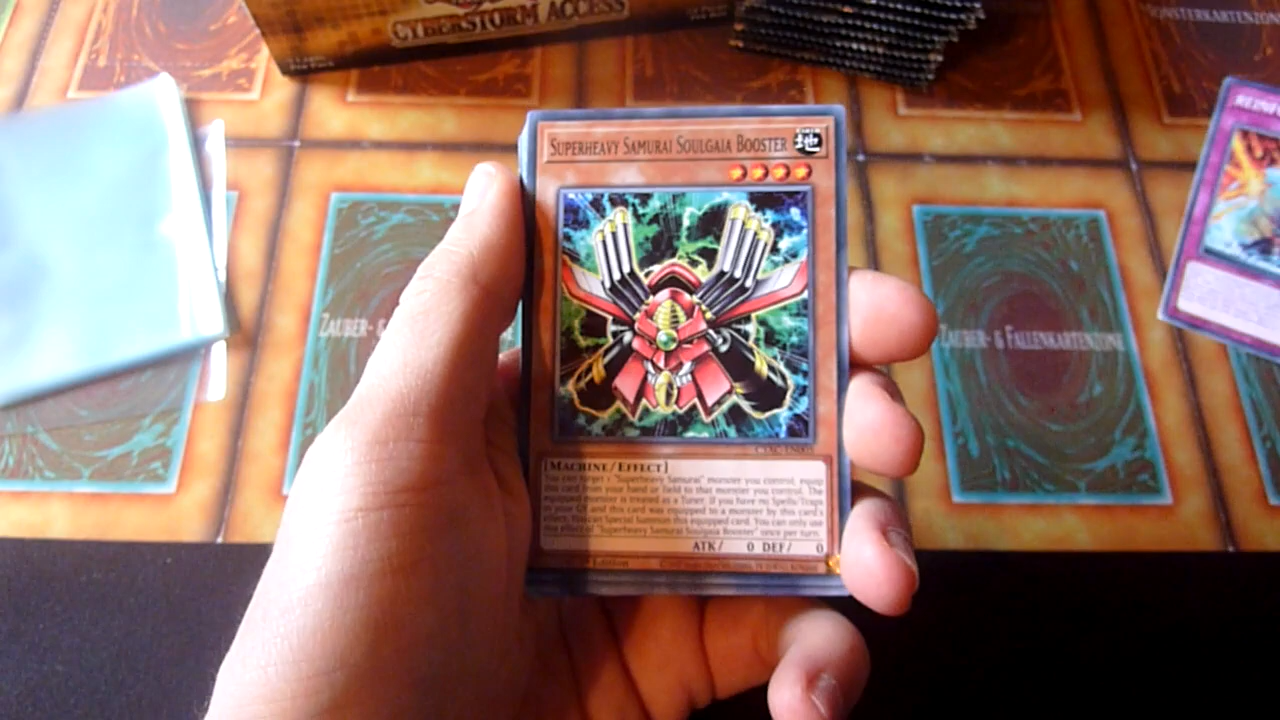 CYBERSTORM ACCESS
MONSTERKARTENZONE
SUPERHEAVY SAMURAI SOULGAIA BOOSTER
ZAUBER- &
ZAUBER- & FALLENKARTENZONE
CYAC-EN005
[MACHINE/EFFECT]
You can target 1 "Superheavy Samurai" monster you control; equip
this card from your hand or field to that monster you control. The
equipped monster is treated as a Tuner. If you have no Spells/Traps
in your GY and this card was equipped to a monster by this card's
effect: You can Special Summon this equipped card. You can only use
this effect of "Superheavy Samurai Soulgaia Booster" once per turn.
ATK/ 0 DEF/ 0
Edition